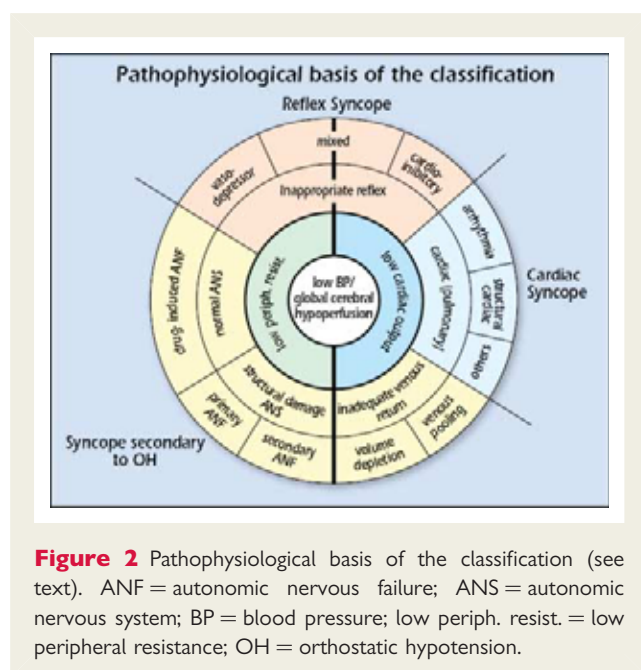 Pathophysiological basis of the classification
Reflex Syncope
mixed
vaso-
depressor
cardio-
inhibitory
Inappropriate reflex
drug-induced ANF
normal ANS
low periph. resist.
low BP/
global cerebral
hypoperfusion
low cardiac output
cardiac (pulmonary)
arrhythmia
structural
cardiac
others
Cardiac
Syncope
structural damage
ANS
inadequate venous
return
primary
ANF
secondary
ANF
volume
depletion
venous
pooling
Syncope secondary
to OH
Figure 2 Pathophysiological basis of the classification (see
text). ANF = autonomic nervous failure; ANS = autonomic
nervous system; BP = blood pressure; low periph. resist. = low
peripheral resistance; OH = orthostatic hypotension.